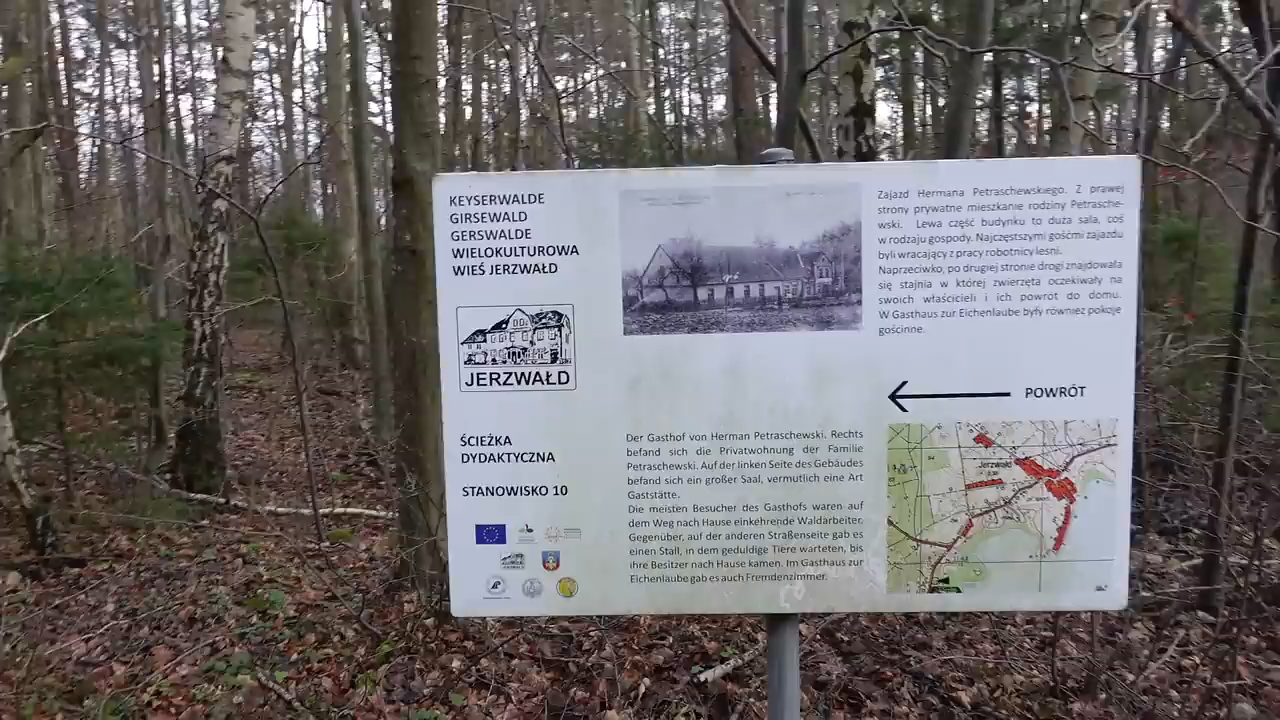 KEYSERWALDE
GIRSEWALD
GERSWALDE
WIELOKULTUROWA
WIEŚ JERZWAŁD
JERZWAŁD
ŚCIEŻKA
DYDAKTYCZNA
STANOWISKO 10
Zajazd Hermana Petraschewskiego. Z prawej
strony prywatne mieszkanie rodziny Petrasche-
wski. Lewa część budynku to duża sala, coś
w rodzaju gospody. Najczęstszymi gośćmi zajazdu
byli wracający z pracy robotnicy leśni.
Naprzeciwko, po drugiej stronie drogi znajdowała
się stajnia w której zwierzęta oczekiwały na
swoich właścicieli i ich powrót do domu.
W Gasthaus zur Eichenlaube były również pokoje
gościnne.
POWRÓT
Der Gasthof von Herman Petraschewski. Rechts
befand sich die Privatwohnung der Familie
Petraschewski. Auf der linken Seite des Gebäudes
befand sich ein großer Saal, vermutlich eine Art
Gaststätte.
Die meisten Besucher des Gasthofs waren auf
dem Weg nach Hause einkehrende Waldarbeiter.
Gegenüber, auf der anderen Straßenseite gab es
einen Stall, in dem geduldige Tiere warteten, bis
ihre Besitzer nach Hause kamen. Im Gasthaus zur
Eichenlaube gab es auch Fremdenzimmer.
Jerzwałd